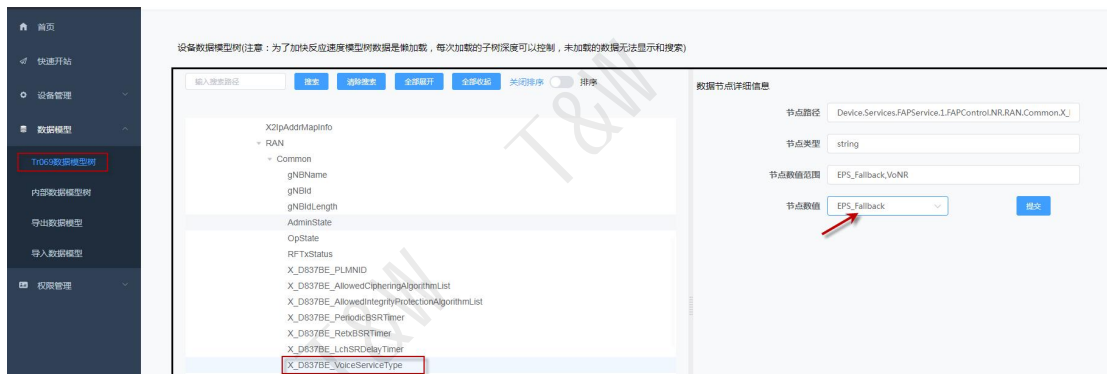 首页
快速开站
设备管理
数据模型
Tr069数据模型树
内部数据模型树
导出数据模型
导入数据模型
权限管理
设备数据模型树(注意：为了加快反应速度模型树数据是懒加载，每次加载的子树深度可以控制，未加载的数据无法显示和搜索)
输入搜索路径 搜索 清除搜索 全部展开 全部收起 关闭排序 排序
X2IpAddrMapInfo
RAN
Common
gNBName
gNBId
gNBIdLength
AdminState
OpState
RFTxStatus
X_D837BE_PLMNID
X_D837BE_AllowedCipheringAlgorithmList
X_D837BE_AllowedIntegrityProtectionAlgorithmList
X_D837BE_PeriodicBSRTimer
X_D837BE_RetxBSRTimer
X_D837BE_LchSRDelayTimer
X_D837BE_VoiceServiceType
数据节点详细信息
节点路径 Device.Services.FAPService.1.FAPControl.NR.RAN.Common.X_
节点类型 string
节点数值范围 EPS_Fallback,VoNR
节点数值 EPS_Fallback 提交
T&W
T&W